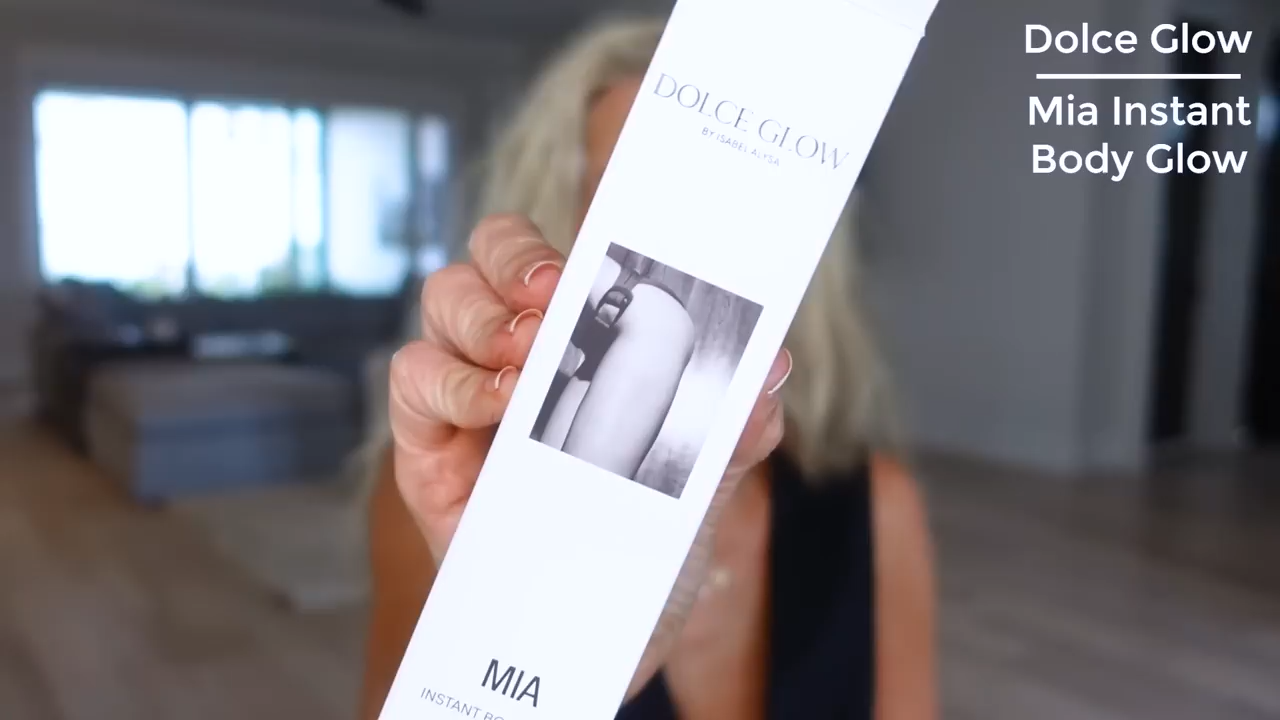 Dolce Glow
Mia Instant
Body Glow
DOLCE GLOW
BY ISABEL ALYSA
MIA
INSTANT